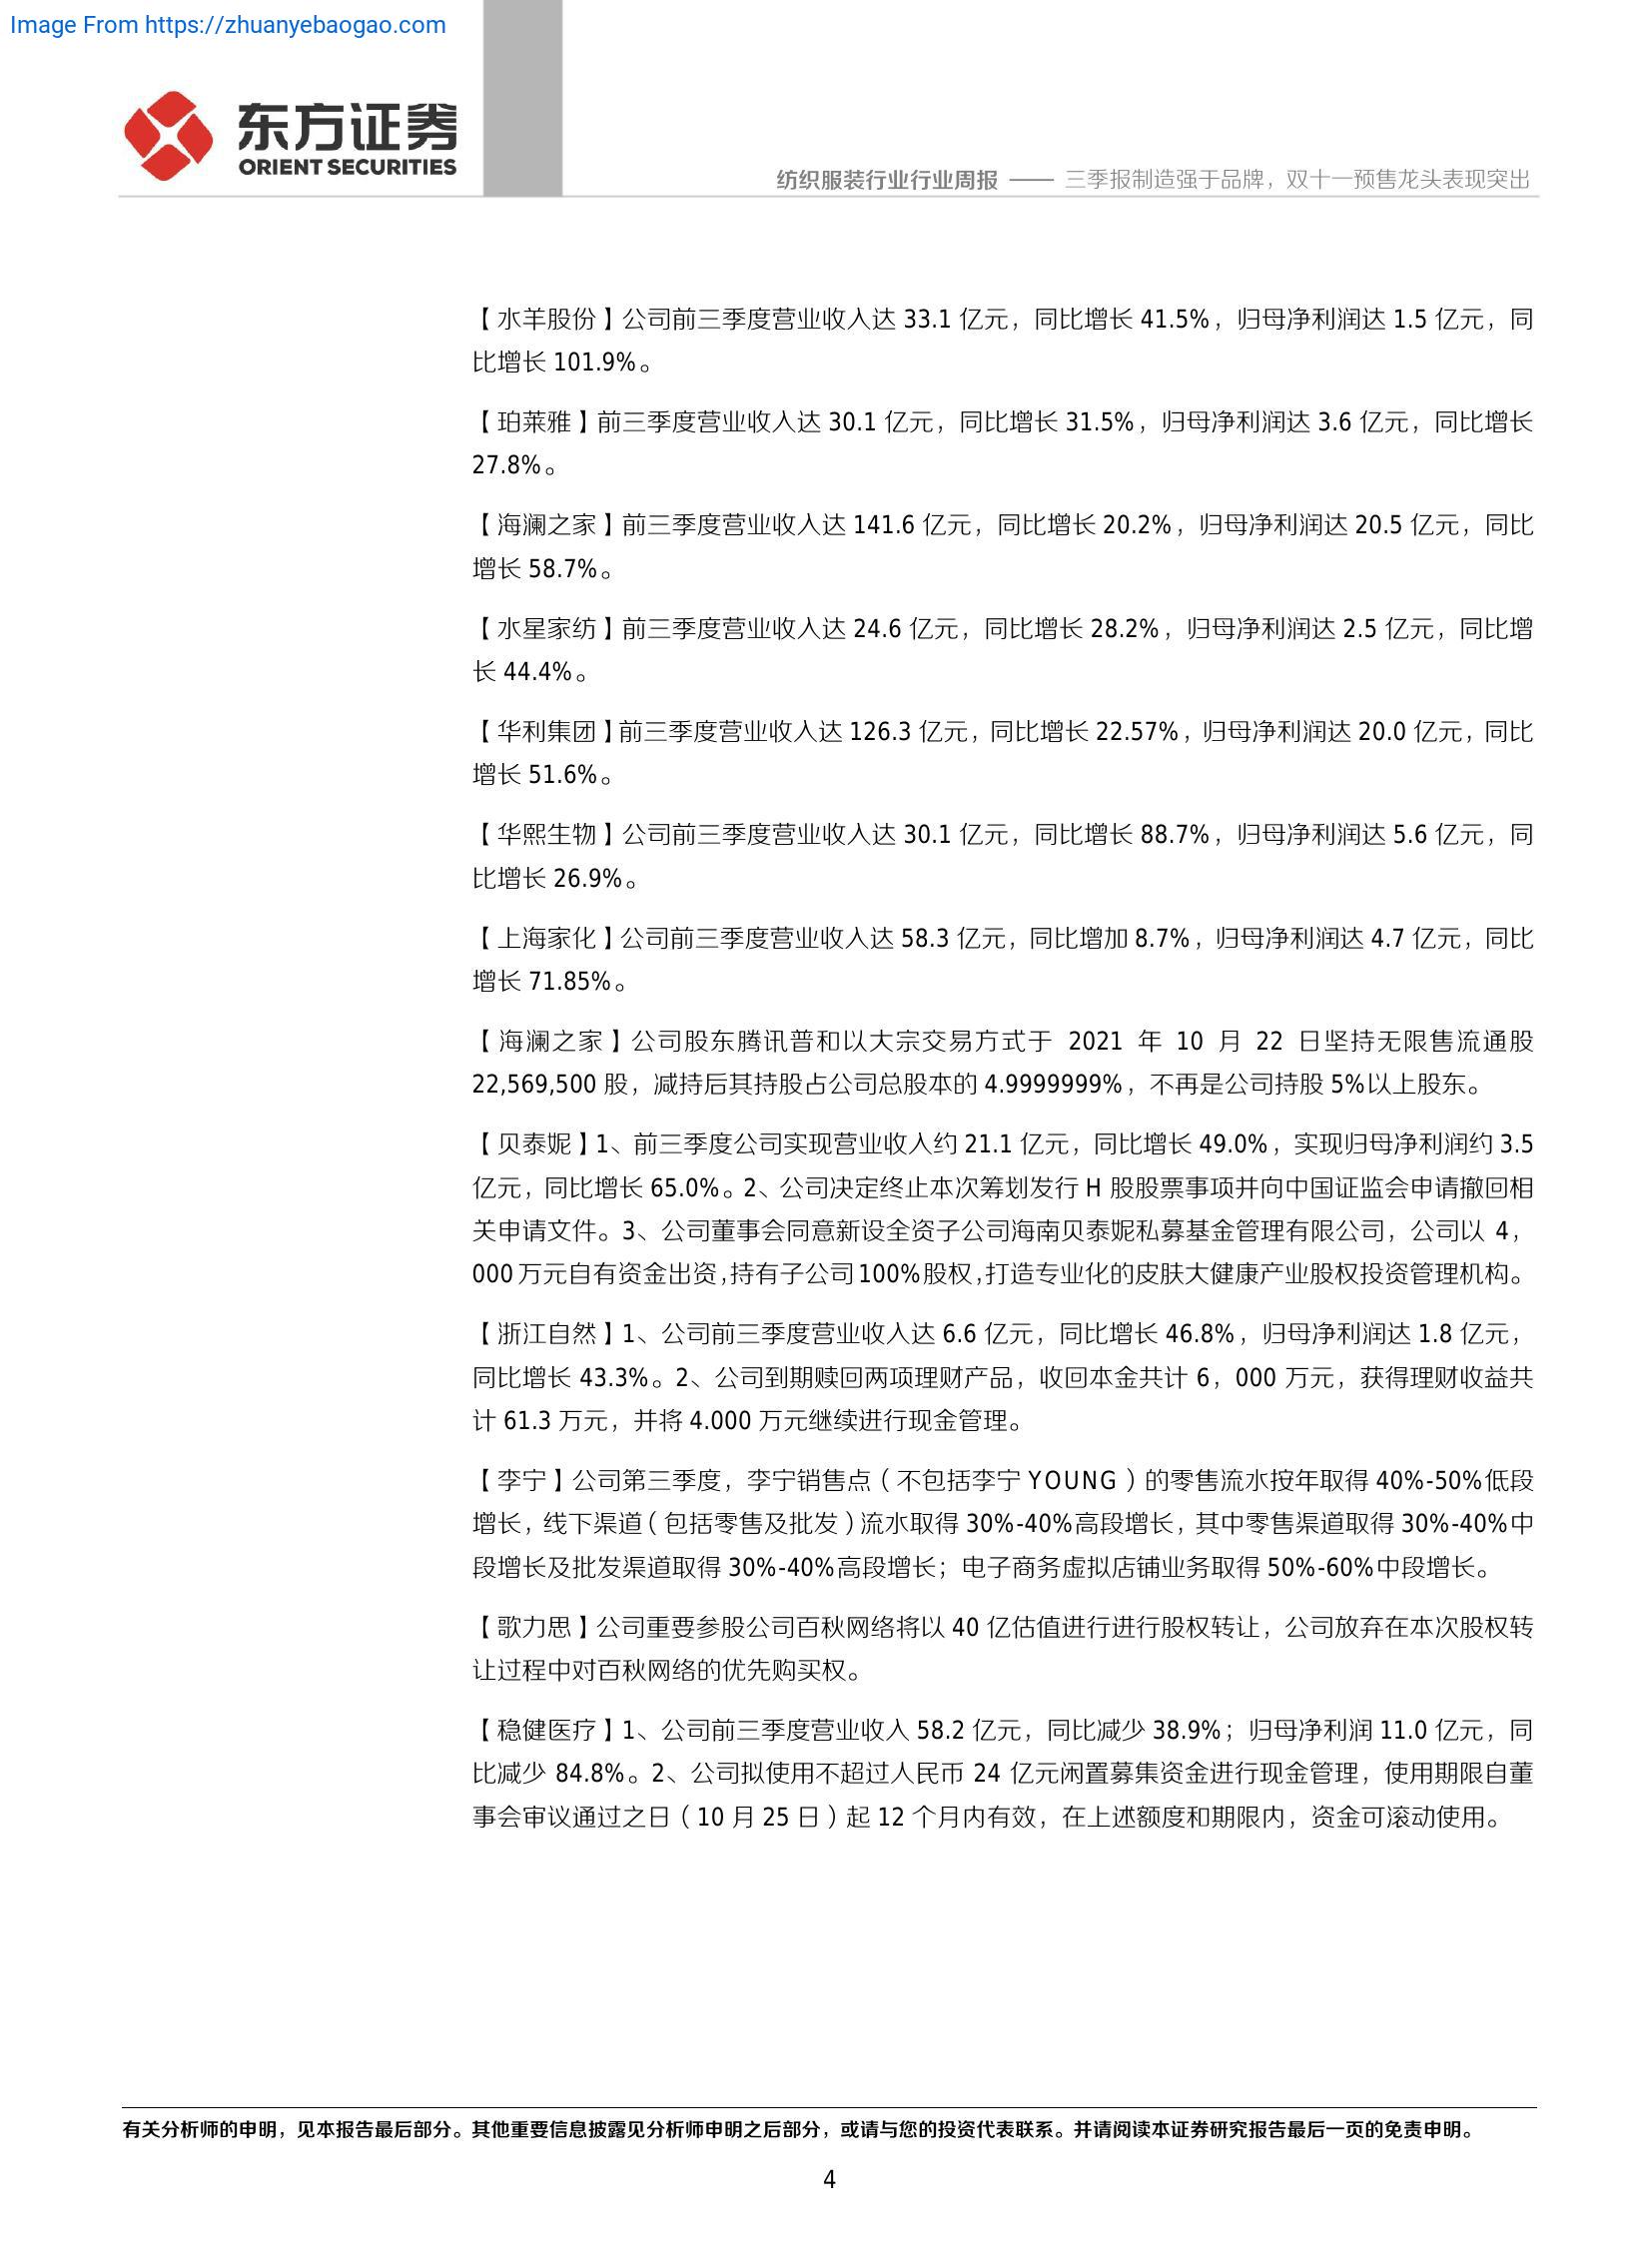 Image From https://zhuanyebaogao.com
东方证券
ORIENT SECURITIES
纺织服装行业行业周报 —— 三季报制造强于品牌，双十一预售龙头表现突出
【水羊股份】公司前三季度营业收入达 33.1 亿元，同比增长 41.5%，归母净利润达 1.5 亿元，同
比增长 101.9%。
【珀莱雅】前三季度营业收入达 30.1 亿元，同比增长 31.5%，归母净利润达 3.6 亿元，同比增长
27.8%。
【海澜之家】前三季度营业收入达 141.6 亿元，同比增长 20.2%，归母净利润达 20.5 亿元，同比
增长 58.7%。
【水星家纺】前三季度营业收入达 24.6 亿元，同比增长 28.2%，归母净利润达 2.5 亿元，同比增
长 44.4%。
【华利集团】前三季度营业收入达 126.3 亿元，同比增长 22.57%，归母净利润达 20.0 亿元，同比
增长 51.6%。
【华熙生物】公司前三季度营业收入达 30.1 亿元，同比增长 88.7%，归母净利润达 5.6 亿元，同
比增长 26.9%。
【上海家化】公司前三季度营业收入达 58.3 亿元，同比增加 8.7%，归母净利润达 4.7 亿元，同比
增长 71.85%。
【海澜之家】公司股东腾讯普和以大宗交易方式于 2021 年 10 月 22 日坚持无限售流通股
22,569,500 股，减持后其持股占公司总股本的 4.9999999%，不再是公司持股 5%以上股东。
【贝泰妮】1、前三季度公司实现营业收入约 21.1 亿元，同比增长 49.0%，实现归母净利润约 3.5
亿元，同比增长 65.0%。2、公司决定终止本次筹划发行 H 股股票事项并向中国证监会申请撤回相
关申请文件。3、公司董事会同意新设全资子公司海南贝泰妮私募基金管理有限公司，公司以 4，
000 万元自有资金出资，持有子公司 100%股权，打造专业化的皮肤大健康产业股权投资管理机构。
【浙江自然】1、公司前三季度营业收入达 6.6 亿元，同比增长 46.8%，归母净利润达 1.8 亿元，
同比增长 43.3%。2、公司到期赎回两项理财产品，收回本金共计 6，000 万元，获得理财收益共
计 61.3 万元，并将 4.000 万元继续进行现金管理。
【李宁】公司第三季度，李宁销售点（不包括李宁 YOUNG）的零售流水按年取得 40%-50%低段
增长，线下渠道（包括零售及批发）流水取得 30%-40%高段增长，其中零售渠道取得 30%-40%中
段增长及批发渠道取得 30%-40%高段增长；电子商务虚拟店铺业务取得 50%-60%中段增长。
【歌力思】公司重要参股公司百秋网络将以 40 亿估值进行进行股权转让，公司放弃在本次股权转
让过程中对百秋网络的优先购买权。
【稳健医疗】1、公司前三季度营业收入 58.2 亿元，同比减少 38.9%；归母净利润 11.0 亿元，同
比减少 84.8%。2、公司拟使用不超过人民币 24 亿元闲置募集资金进行现金管理，使用期限自董
事会审议通过之日（10 月 25 日）起 12 个月内有效，在上述额度和期限内，资金可滚动使用。
有关分析师的申明，见本报告最后部分。其他重要信息披露见分析师申明之后部分，或请与您的投资代表联系。并请阅读本证券研究报告最后一页的免责申明。
4